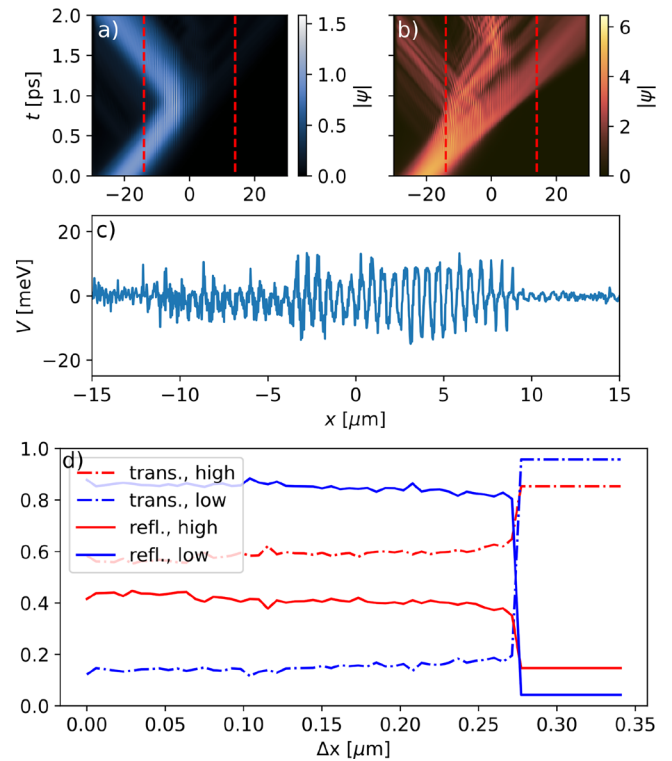 a)
2.0
1.5
1.0
0.5
0.0
t [ps]
−20 0 20
1.5
1.0
0.5
0.0
|ψ|
b)
−20 0 20
6
4
2
0
|ψ|
c)
20
0
−20
V [meV]
−15 −10 −5 0 5 10 15
x [μm]
d)
1.0
0.8
0.6
0.4
0.2
0.0
trans., high
trans., low
refl., high
refl., low
0.00 0.05 0.10 0.15 0.20 0.25 0.30 0.35
Δx [μm]